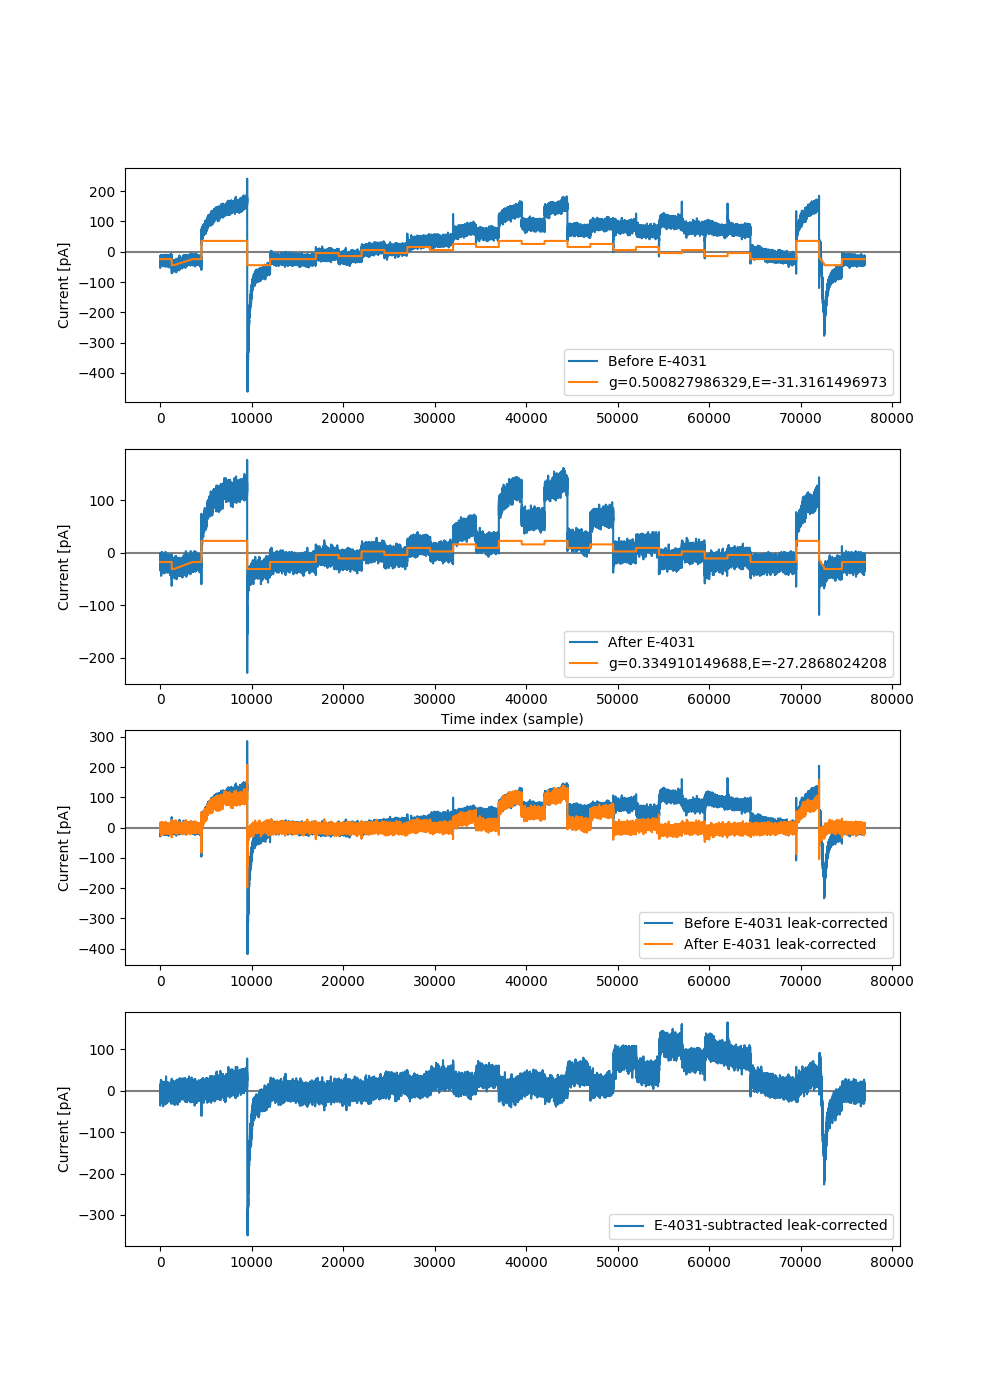 200
100
0
−100
−200
−300
−400
Current [pA]
Before E-4031
g=0.500827986329,E=-31.3161496973
0 10000 20000 30000 40000 50000 60000 70000 80000
100
0
−100
−200
Current [pA]
After E-4031
g=0.334910149688,E=-27.2868024208
0 10000 20000 30000 40000 50000 60000 70000 80000
Time index (sample)
300
200
100
0
−100
−200
−300
−400
Current [pA]
Before E-4031 leak-corrected
After E-4031 leak-corrected
0 10000 20000 30000 40000 50000 60000 70000 80000
100
0
−100
−200
−300
Current [pA]
E-4031-subtracted leak-corrected
0 10000 20000 30000 40000 50000 60000 70000 80000